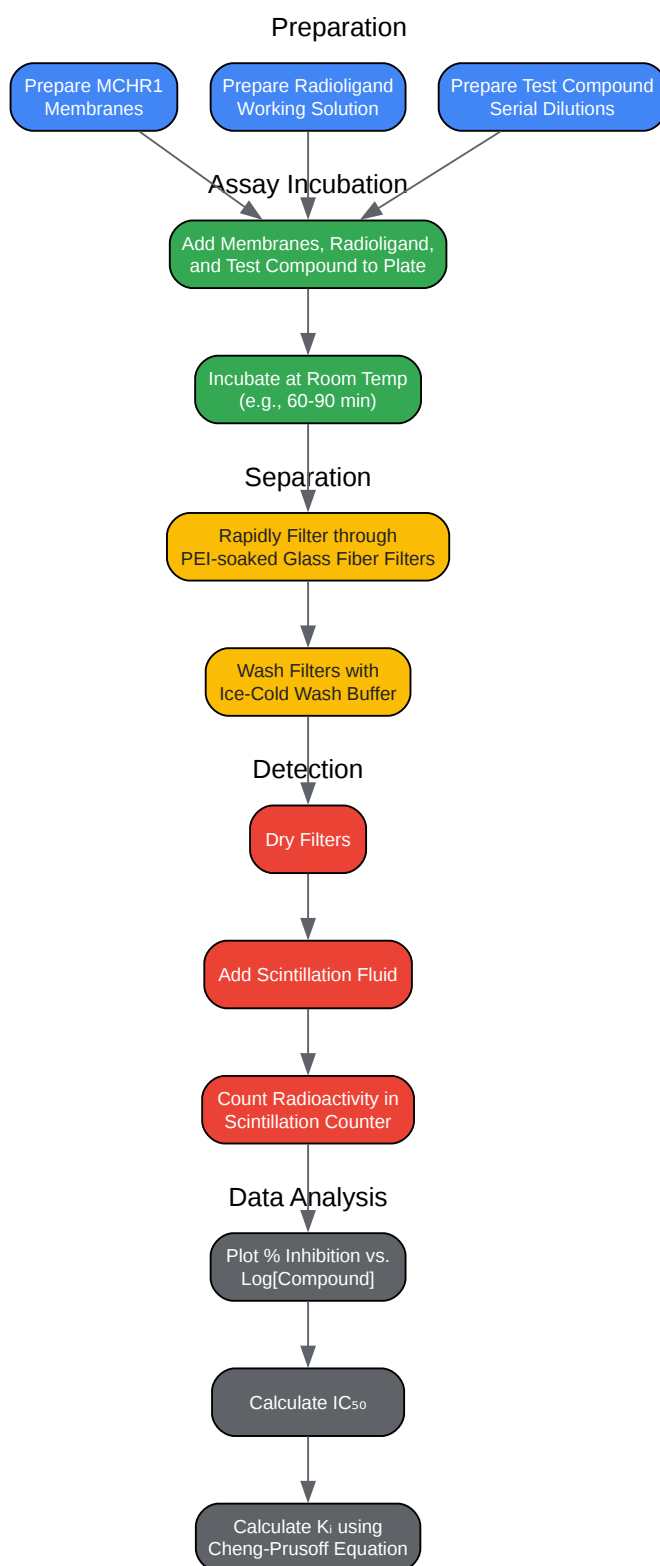 Preparation
Prepare MCHR1
Membranes
Prepare Radioligand
Working Solution
Prepare Test Compound
Serial Dilutions
Assay Incubation
Add Membranes, Radioligand,
and Test Compound to Plate
Incubate at Room Temp
(e.g., 60-90 min)
Separation
Rapidly Filter through
PEI-soaked Glass Fiber Filters
Wash Filters with
Ice-Cold Wash Buffer
Detection
Dry Filters
Add Scintillation Fluid
Count Radioactivity in
Scintillation Counter
Data Analysis
Plot % Inhibition vs.
Log[Compound]
Calculate IC₅₀
Calculate Kᵢ using
Cheng-Prusoff Equation